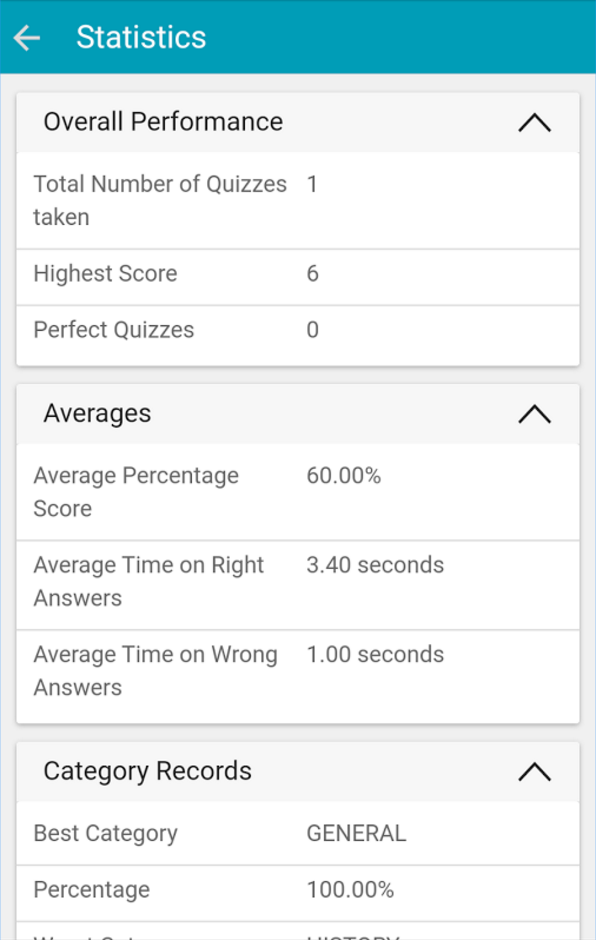 Statistics
Overall Performance
Total Number of Quizzes 1
taken
Highest Score 6
Perfect Quizzes 0
Averages
Average Percentage 60.00%
Score
Average Time on Right 3.40 seconds
Answers
Average Time on Wrong 1.00 seconds
Answers
Category Records
Best Category GENERAL
Percentage 100.00%